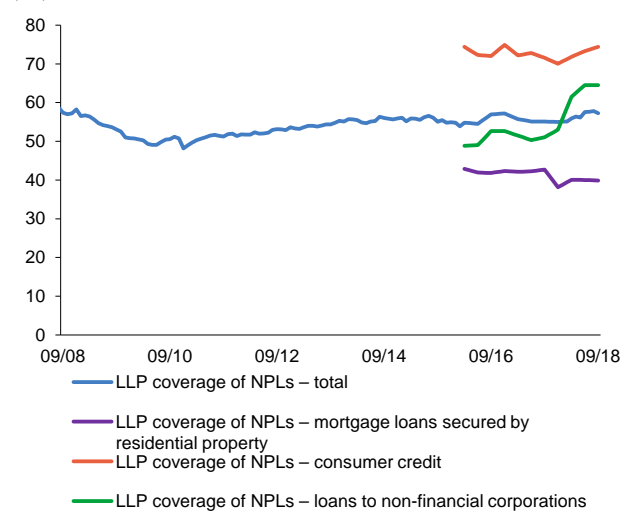 80
70
60
50
40
30
20
10
0
09/08 09/10 09/12 09/14 09/16 09/18
LLP coverage of NPLs – total
LLP coverage of NPLs – mortgage loans secured by
residential property
LLP coverage of NPLs – consumer credit
LLP coverage of NPLs – loans to non-financial corporations